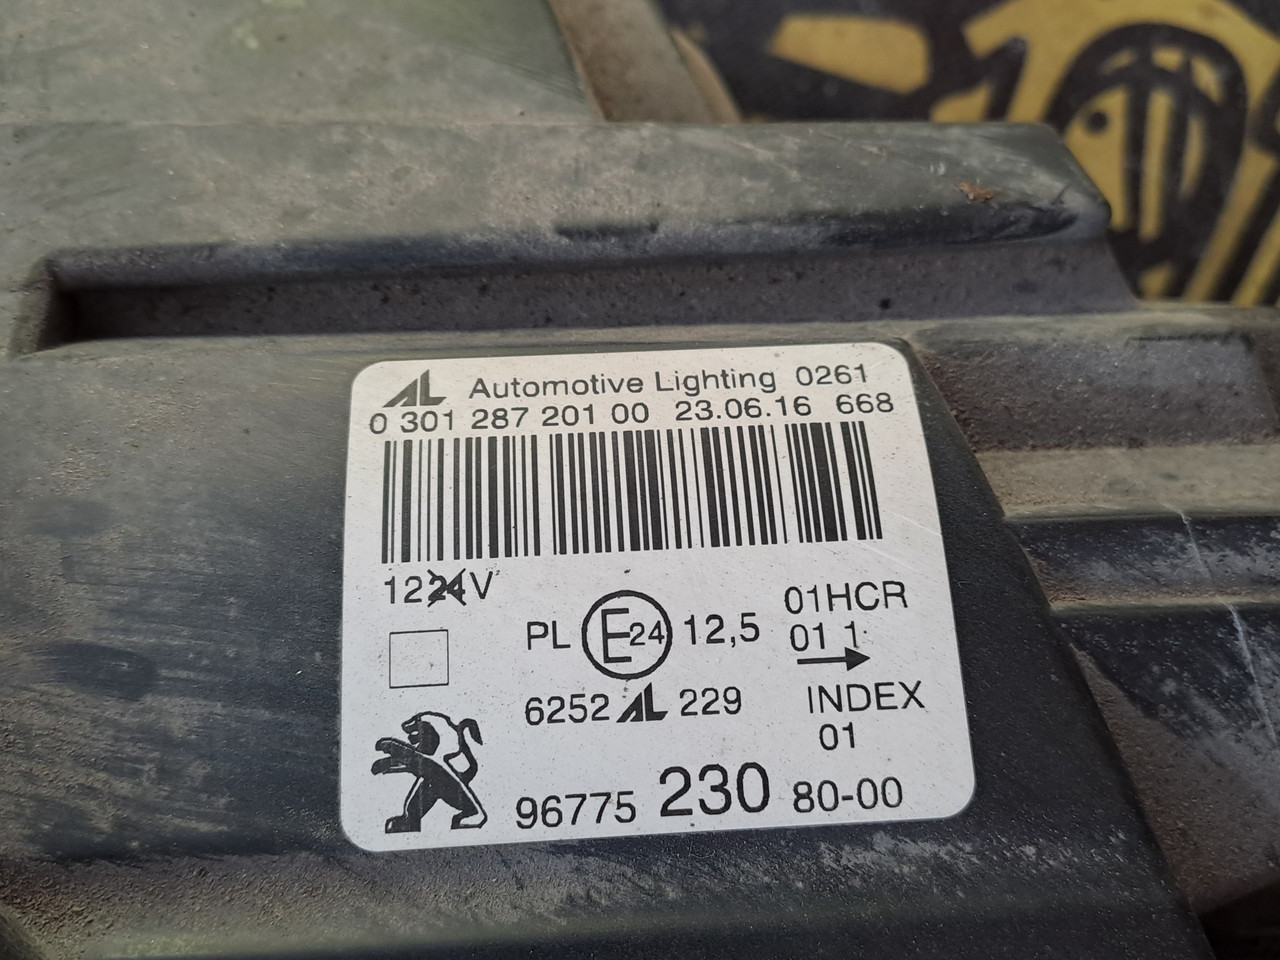 AL Automotive Lighting 0261
0 301 287 201 00 23.06.16 668
1224V
PL E24 12,5
01HCR
01 1
6252 AL 229
INDEX
01
96775 230 80-00